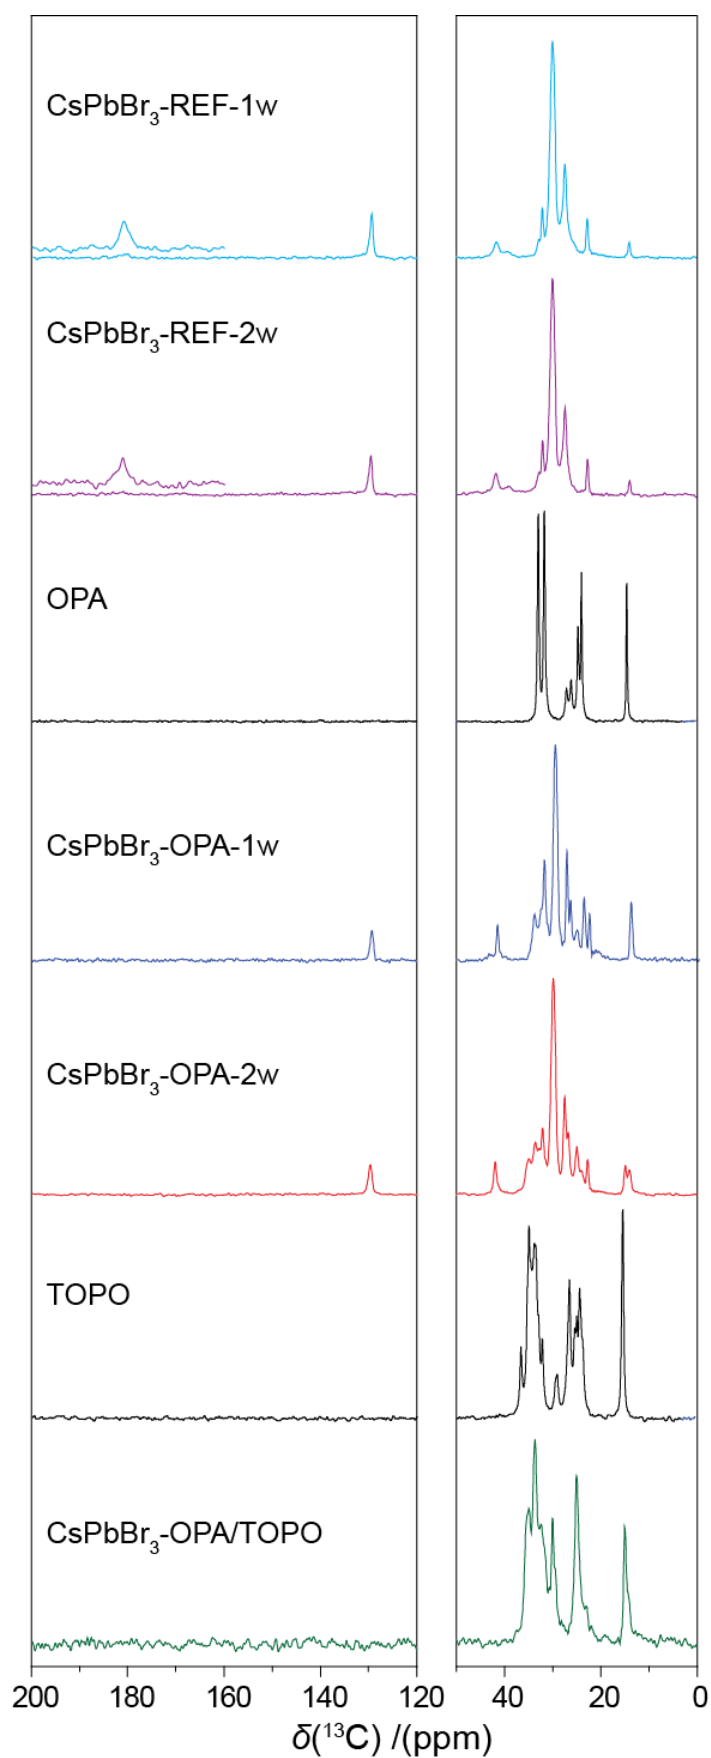 CsPbBr₃-REF-1w
CsPbBr₃-REF-2w
OPA
CsPbBr₃-OPA-1w
CsPbBr₃-OPA-2w
TOPO
CsPbBr₃-OPA/TOPO
200 180 160 140 120 40 20 0
δ(¹³C) /(ppm)